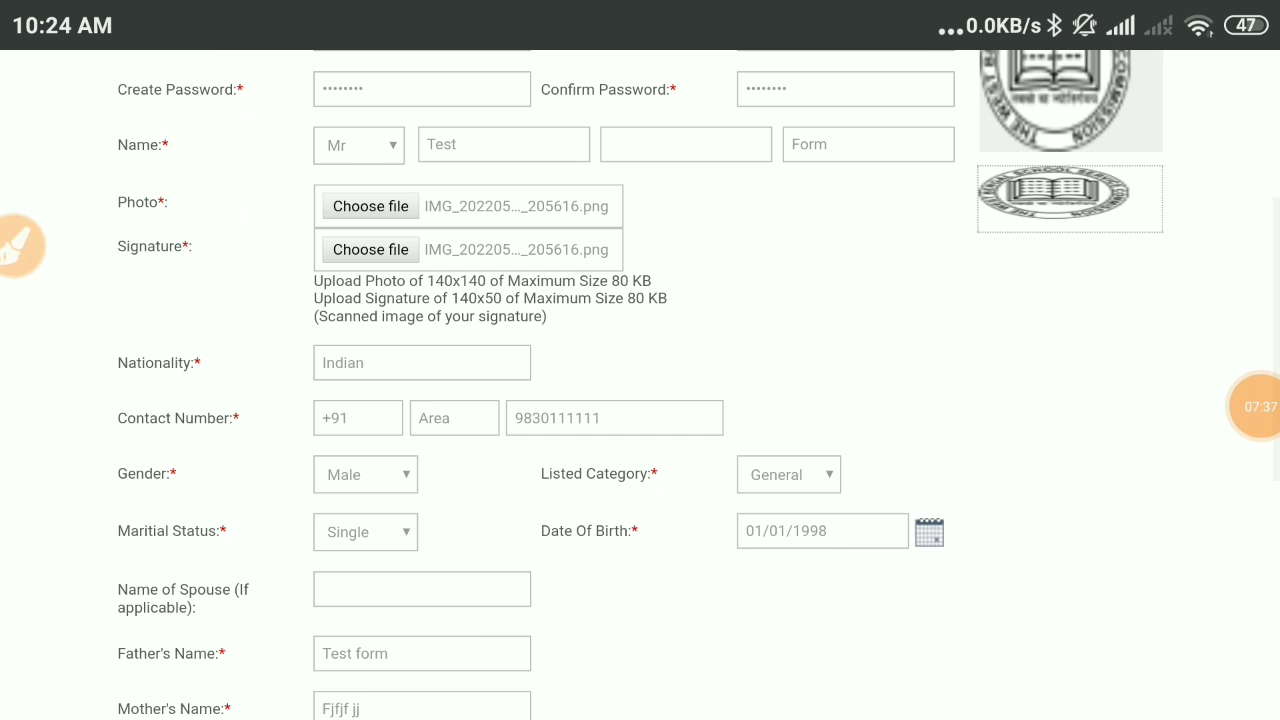 10:24 AM
...0.0KB/s 47
Create Password:* ******** Confirm Password:* ********
Name:* Mr Test Form
Photo*: Choose file IMG_202205..._205616.png
Signature*: Choose file IMG_202205..._205616.png
Upload Photo of 140x140 of Maximum Size 80 KB
Upload Signature of 140x50 of Maximum Size 80 KB
(Scanned image of your signature)
Nationality:* Indian
Contact Number:* +91 Area 9830111111
07:37
Gender:* Male Listed Category:* General
Maritial Status:* Single Date Of Birth:* 01/01/1998
Name of Spouse (If
applicable):
Father's Name:* Test form
Mother's Name:* Fjfjf jj